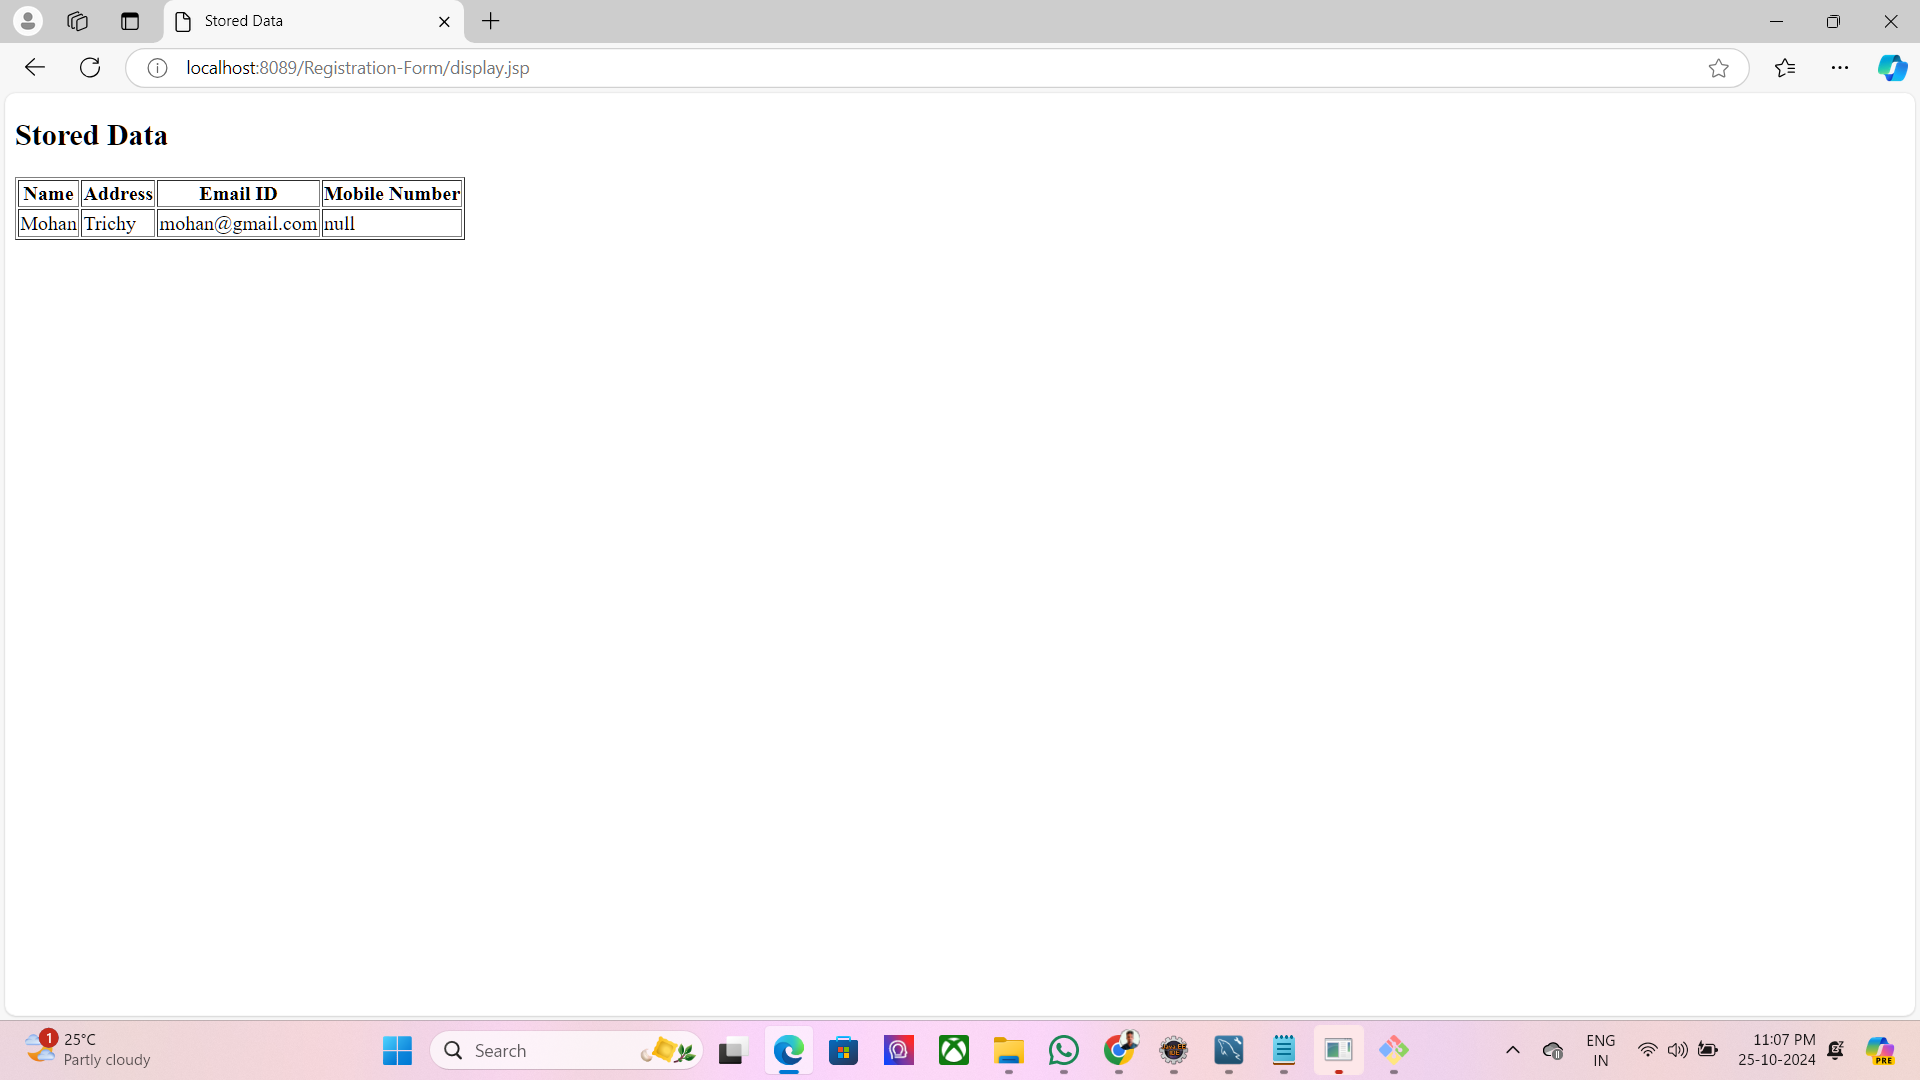 Stored Data
localhost:8089/Registration-Form/display.jsp
Stored Data
Name Address Email ID Mobile Number
Mohan Trichy mohan@gmail.com null
1
25°C
Partly cloudy
Search
ENG
IN
11:07 PM
25-10-2024
PRE